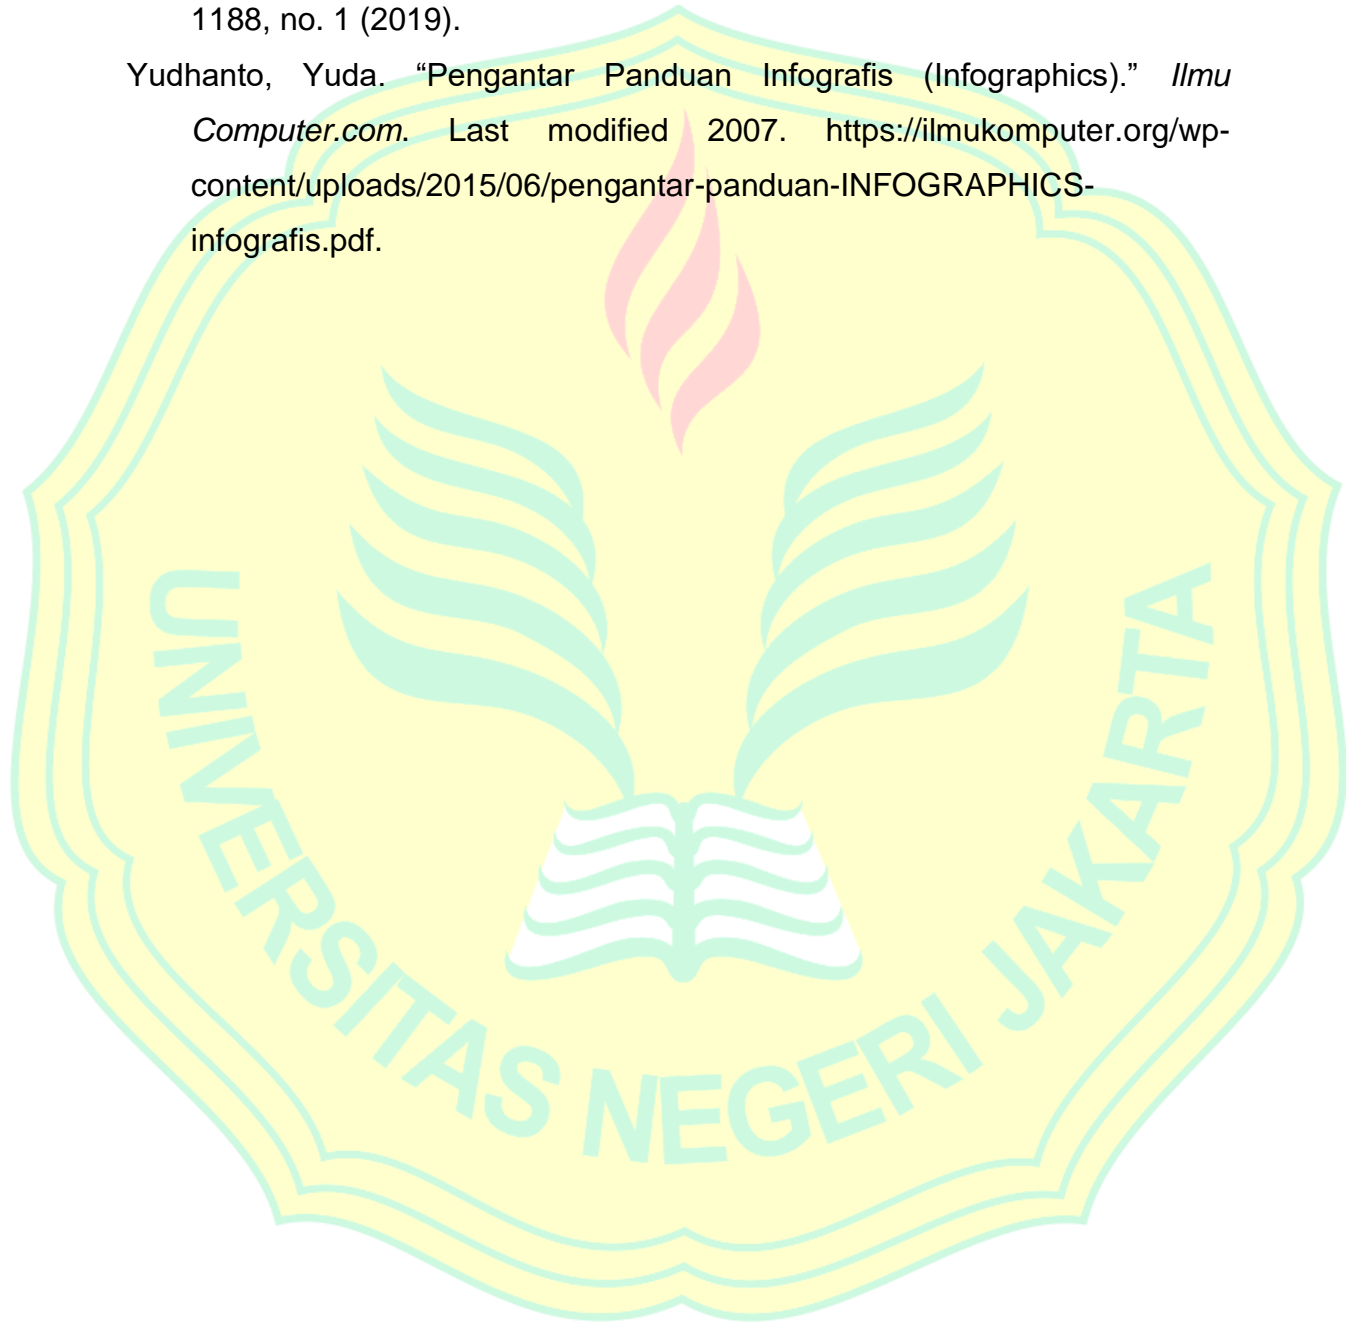 1188, no. 1 (2019).
Yudhanto, Yuda. “Pengantar Panduan Infografis (Infographics).” Ilmu
Computer.com. Last modified 2007. https://ilmukomputer.org/wp-
content/uploads/2015/06/pengantar-panduan-INFOGRAPHICS-
infografis.pdf.
UNIVERSITAS NEGERI JAKARTA